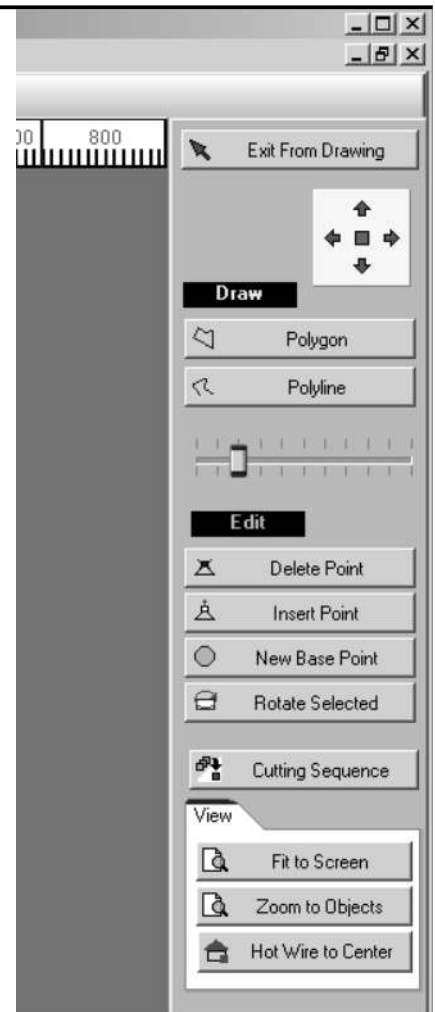 00 800
Exit From Drawing
Draw
Polygon
Polyline
Edit
Delete Point
Insert Point
New Base Point
Rotate Selected
Cutting Sequence
View
Fit to Screen
Zoom to Objects
Hot Wire to Center